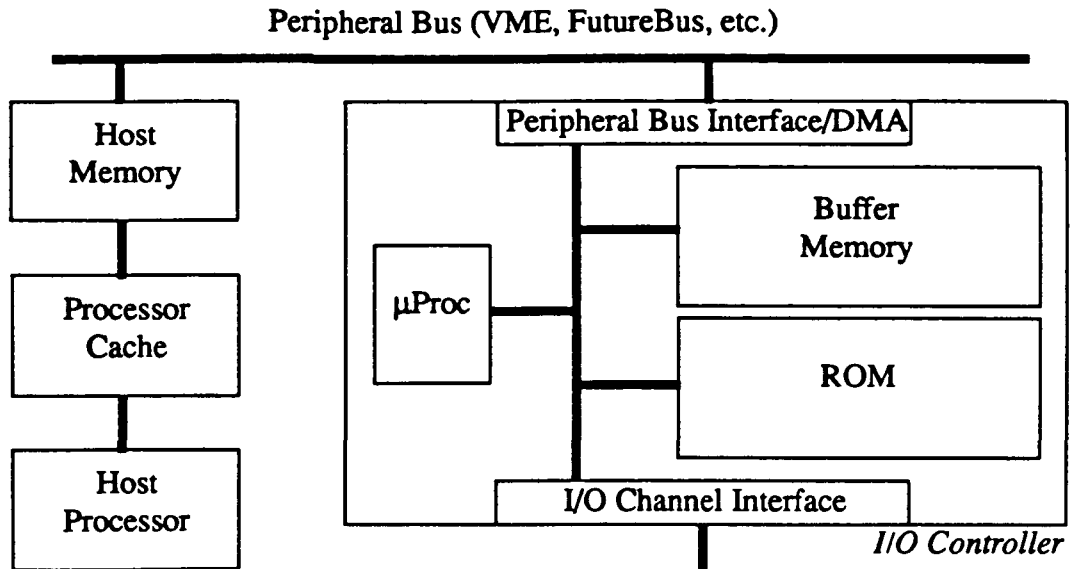 Peripheral Bus (VME, FutureBus, etc.)
Host
Memory
Processor
Cache
Host
Processor
Peripheral Bus Interface/DMA
Buffer
Memory
μProc
ROM
I/O Channel Interface
I/O Controller